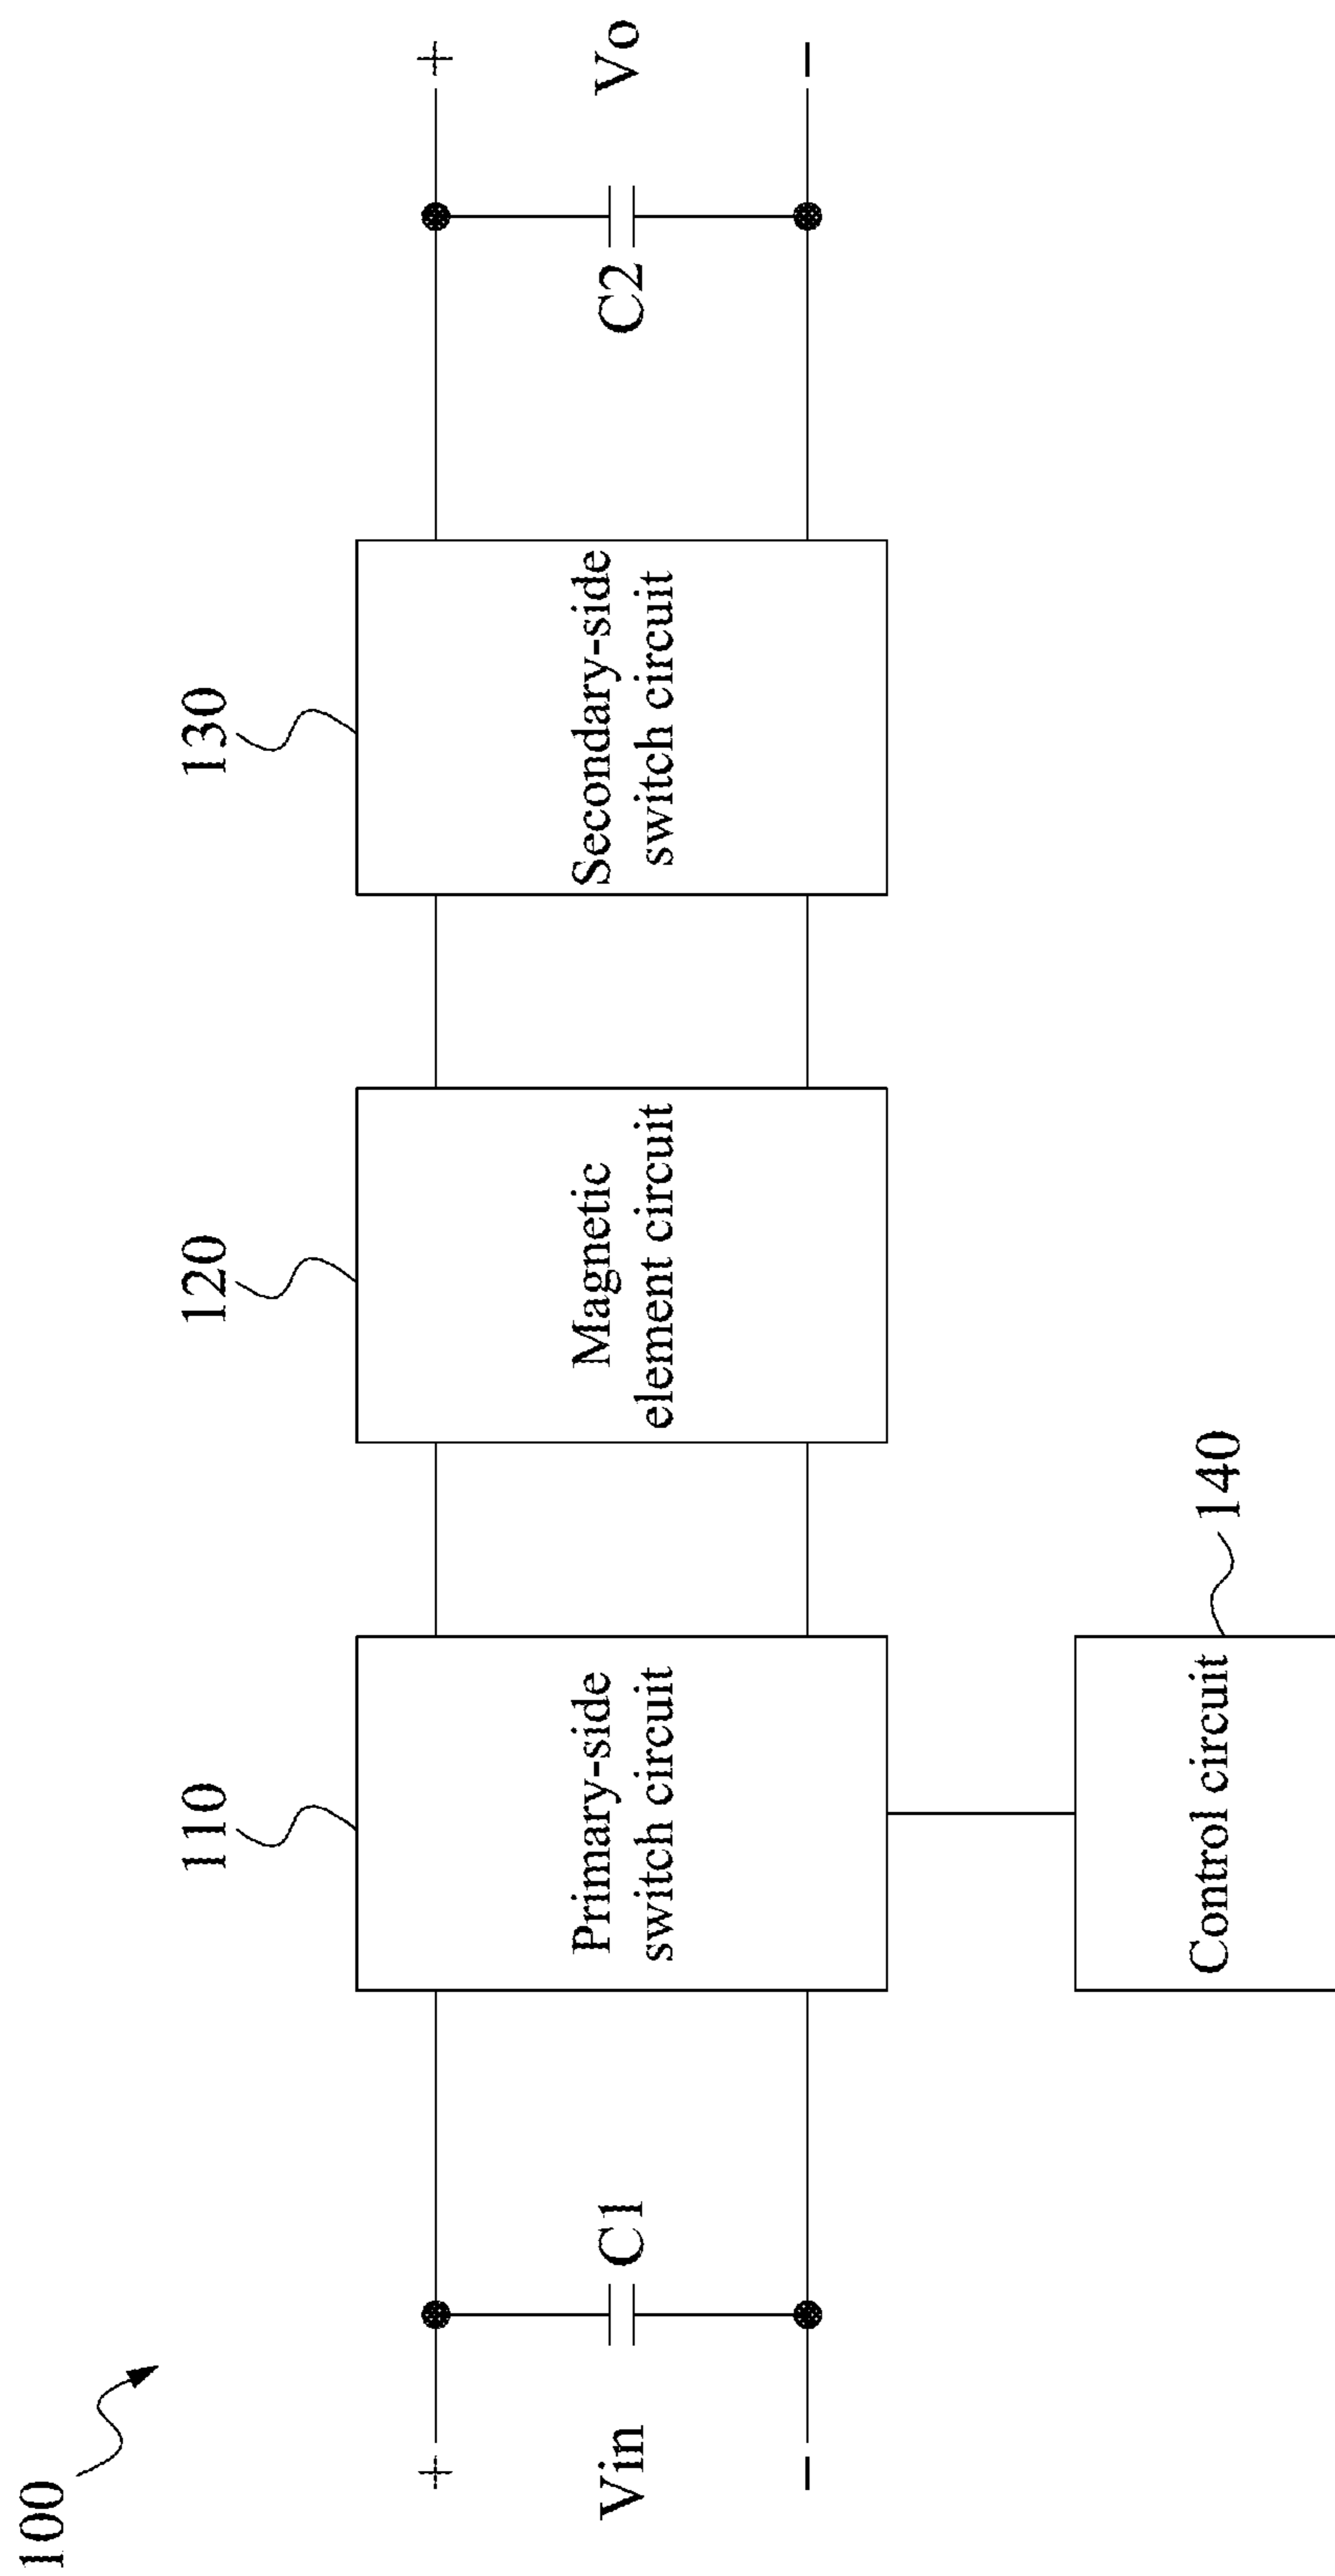 100
110
120
130
+
+
Vin
C1
Primary-side
switch circuit
Magnetic
element circuit
Secondary-side
switch circuit
C2
Vo
−
−
Control circuit
140